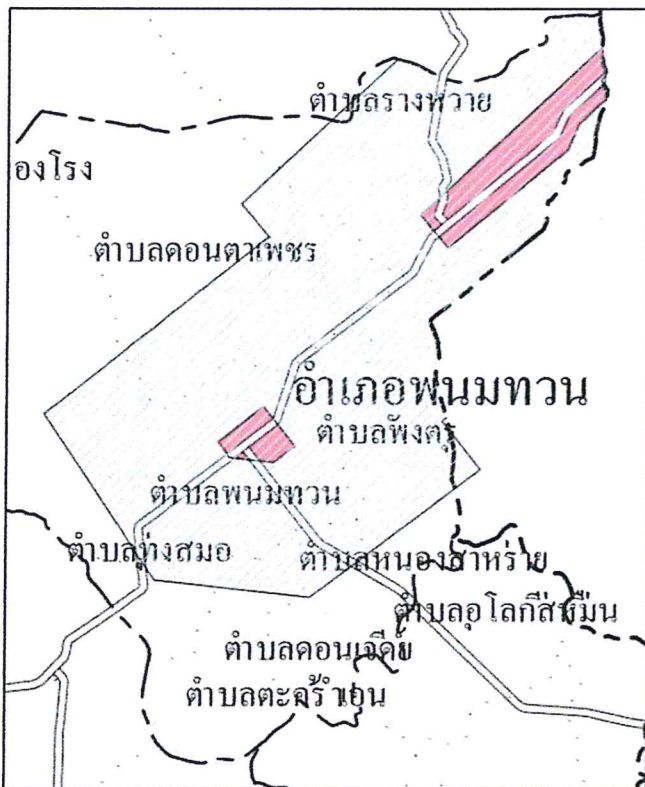 ตำบลรางหวาย
องโรง
ตำบลดอนตาเพชร
อำเภอพนมทวน
ตำบลพังตรุ
ตำบลพนมทวน
ตำบลทุ่งสมอ
ตำบลหนองสาหร่าย
ตำบลอุโลกสี่หมื่น
ตำบลดอนเจดีย์
ตำบลตะคร้ำเอน